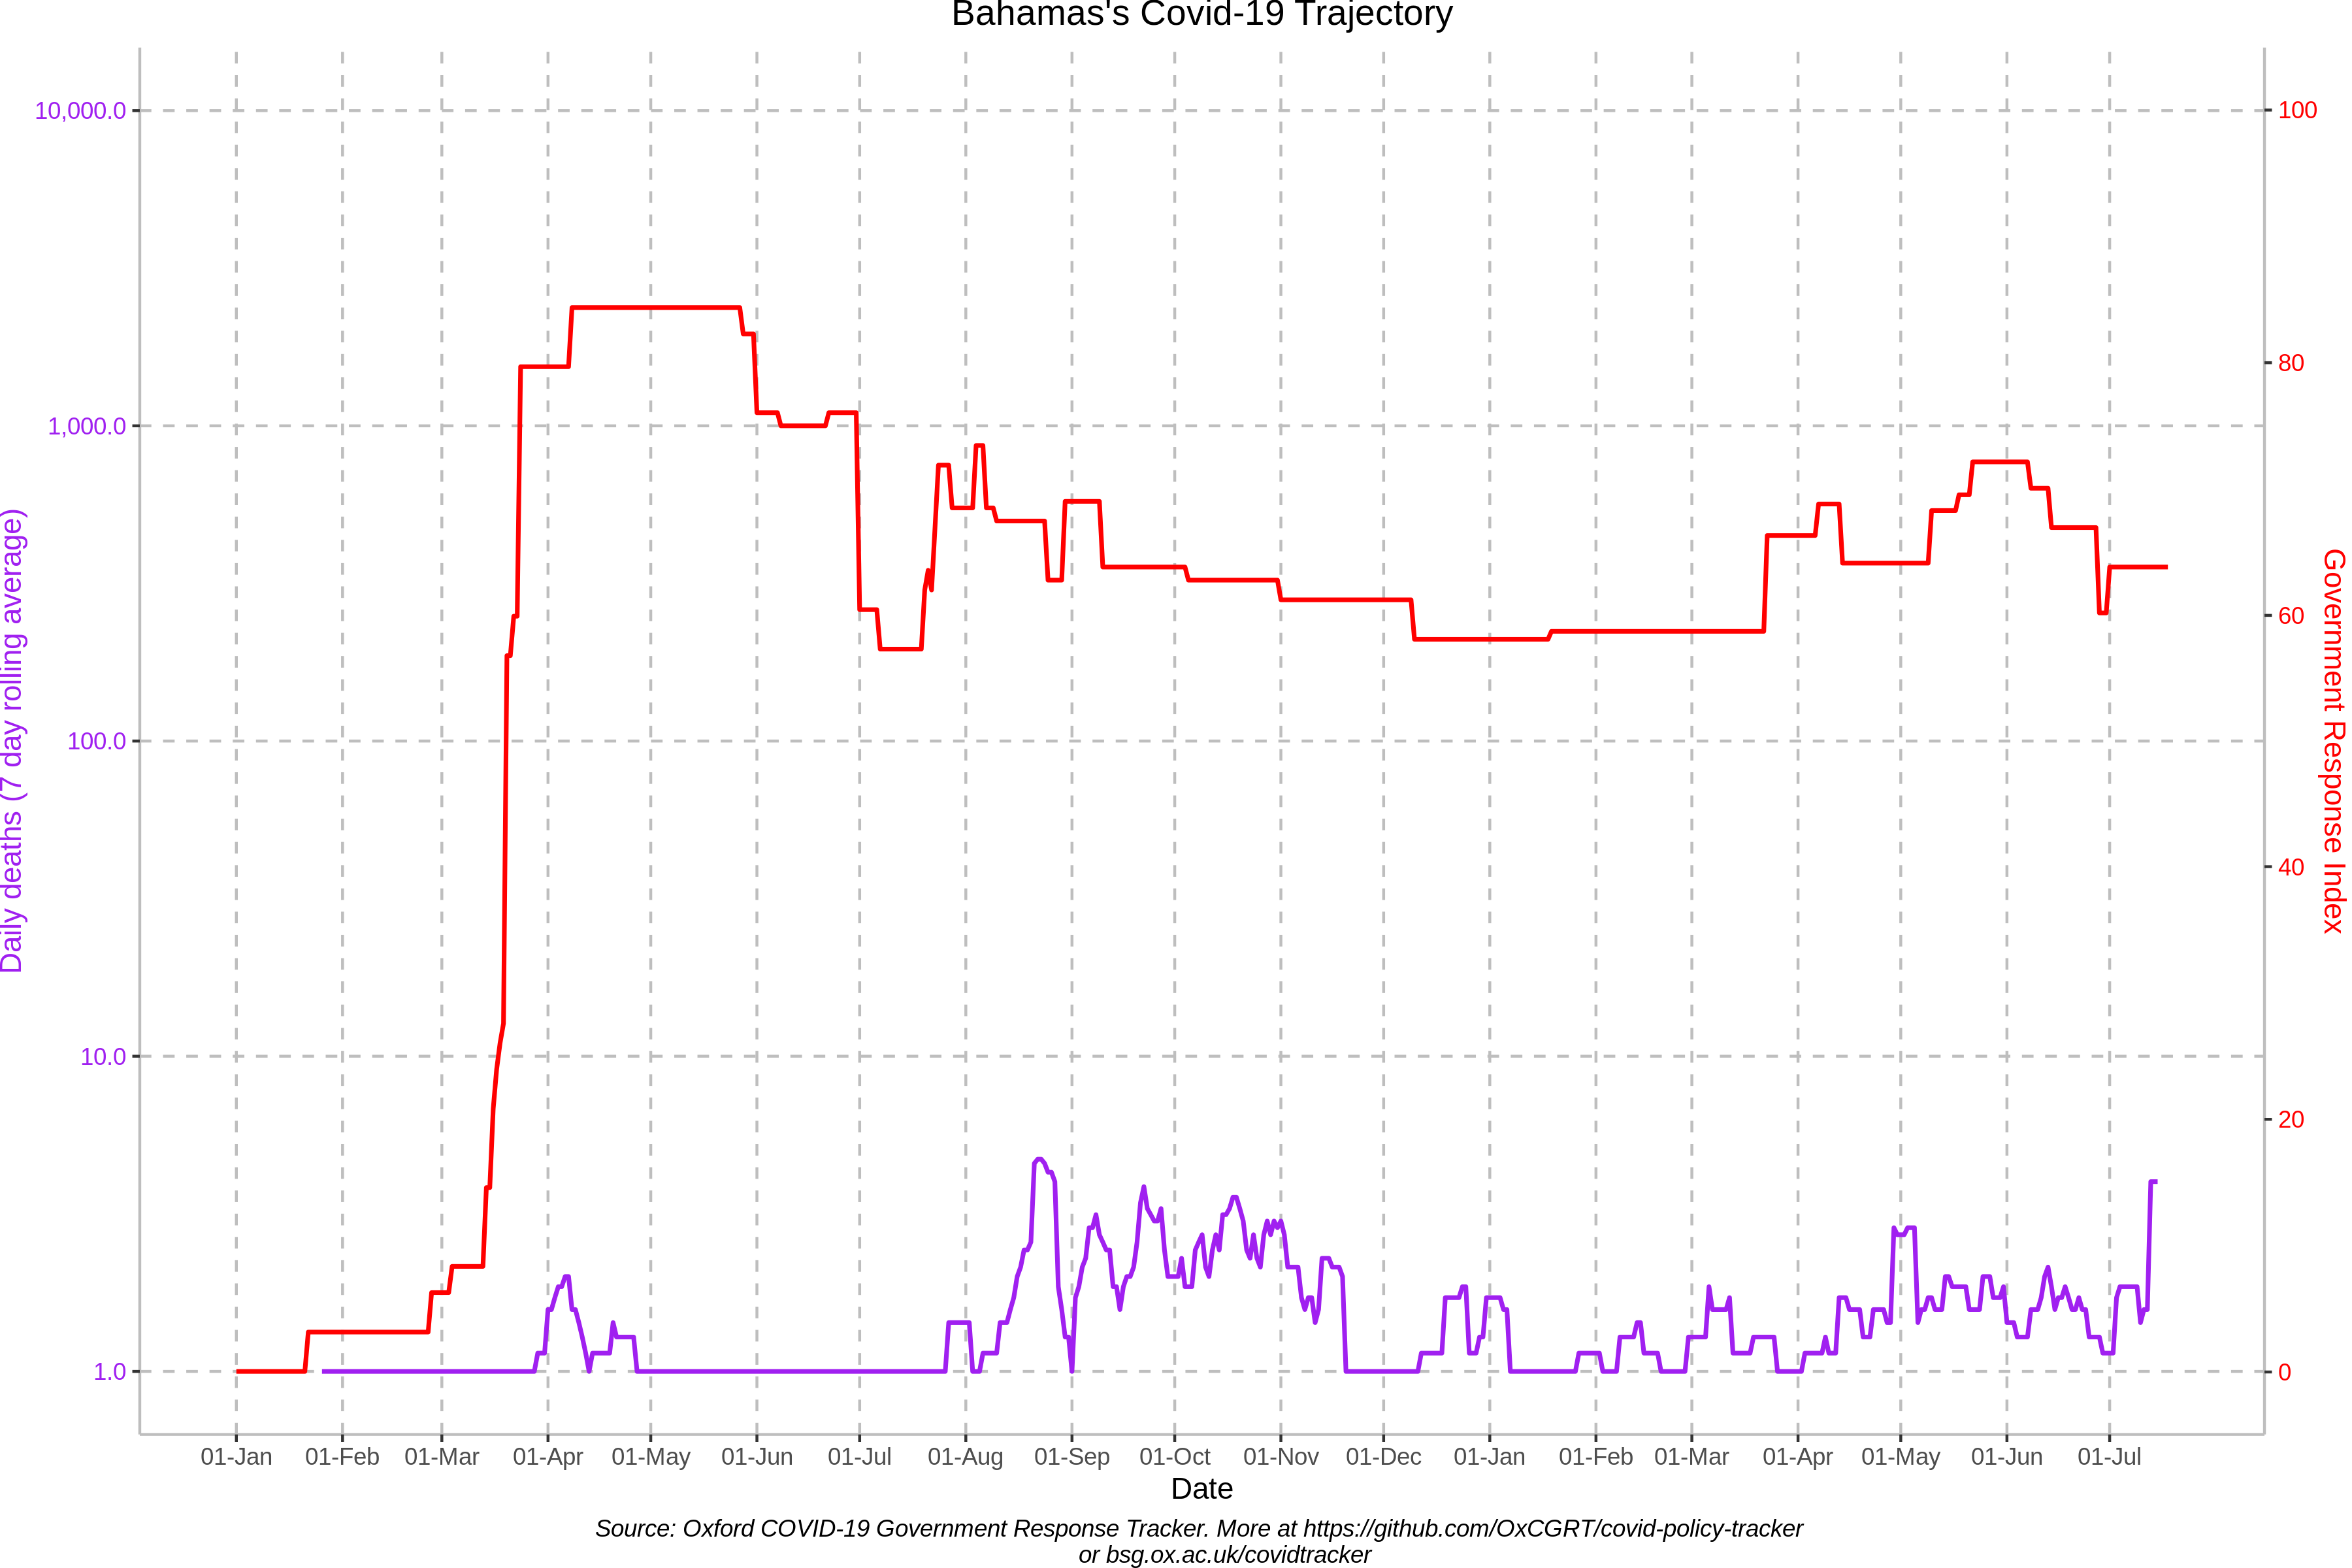 Bahamas's Covid-19 Trajectory
10,000.0
1,000.0
100.0
10.0
1.0
Daily deaths (7 day rolling average)
100
80
60
40
20
0
Government Response Index
01-Jan 01-Feb 01-Mar 01-Apr 01-May 01-Jun 01-Jul 01-Aug 01-Sep 01-Oct 01-Nov 01-Dec 01-Jan 01-Feb 01-Mar 01-Apr 01-May 01-Jun 01-Jul
Date
Source: Oxford COVID-19 Government Response Tracker. More at https://github.com/OxCGRT/covid-policy-tracker
or bsg.ox.ac.uk/covidtracker